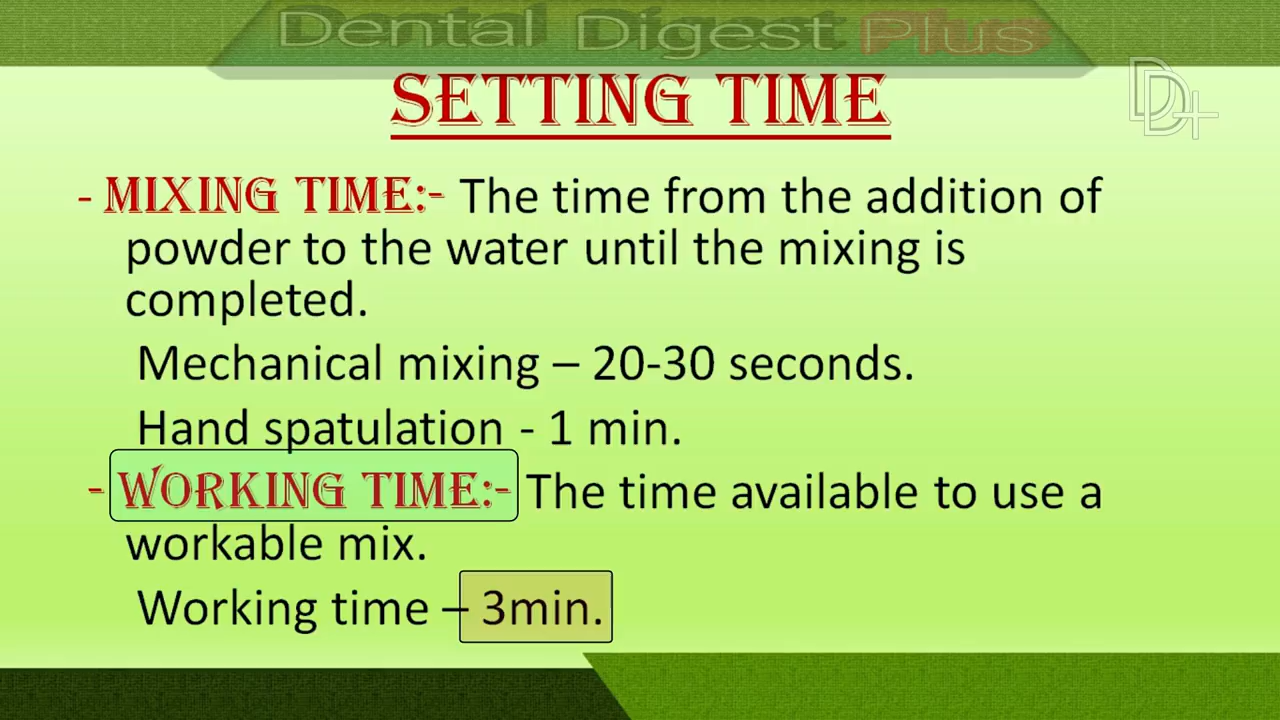 Dental Digest Plus
SETTING TIME
DD+
- MIXING TIME:- The time from the addition of
powder to the water until the mixing is
completed.
Mechanical mixing – 20-30 seconds.
Hand spatulation - 1 min.
- WORKING TIME:- The time available to use a
workable mix.
Working time – 3min.